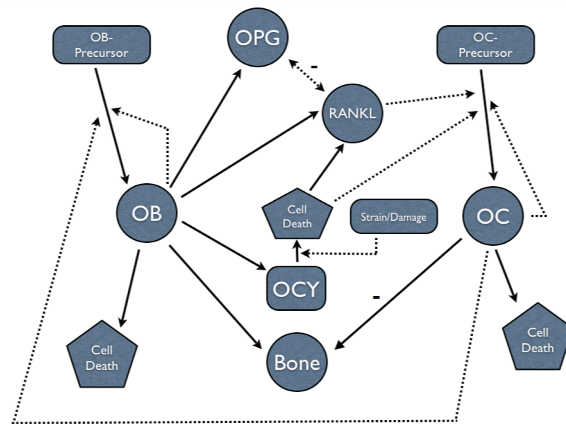 OB-
Precursor
OPG
OC-
Precursor
-
RANKL
OB
Cell
Death
Strain/Damage
OC
OCY
-
Cell
Death
Bone
Cell
Death